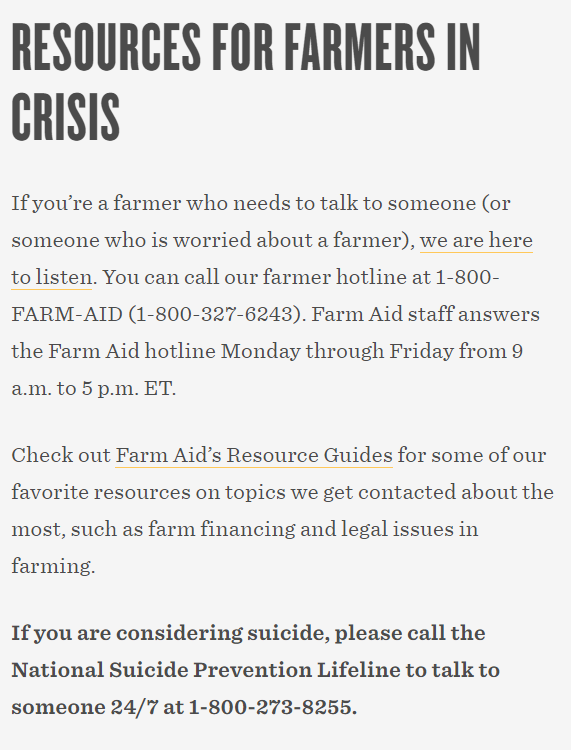 RESOURCES FOR FARMERS IN
CRISIS
If you’re a farmer who needs to talk to someone (or
someone who is worried about a farmer), we are here
to listen. You can call our farmer hotline at 1-800-
FARM-AID (1-800-327-6243). Farm Aid staff answers
the Farm Aid hotline Monday through Friday from 9
a.m. to 5 p.m. ET.
Check out Farm Aid’s Resource Guides for some of our
favorite resources on topics we get contacted about the
most, such as farm financing and legal issues in
farming.
If you are considering suicide, please call the
National Suicide Prevention Lifeline to talk to
someone 24/7 at 1-800-273-8255.